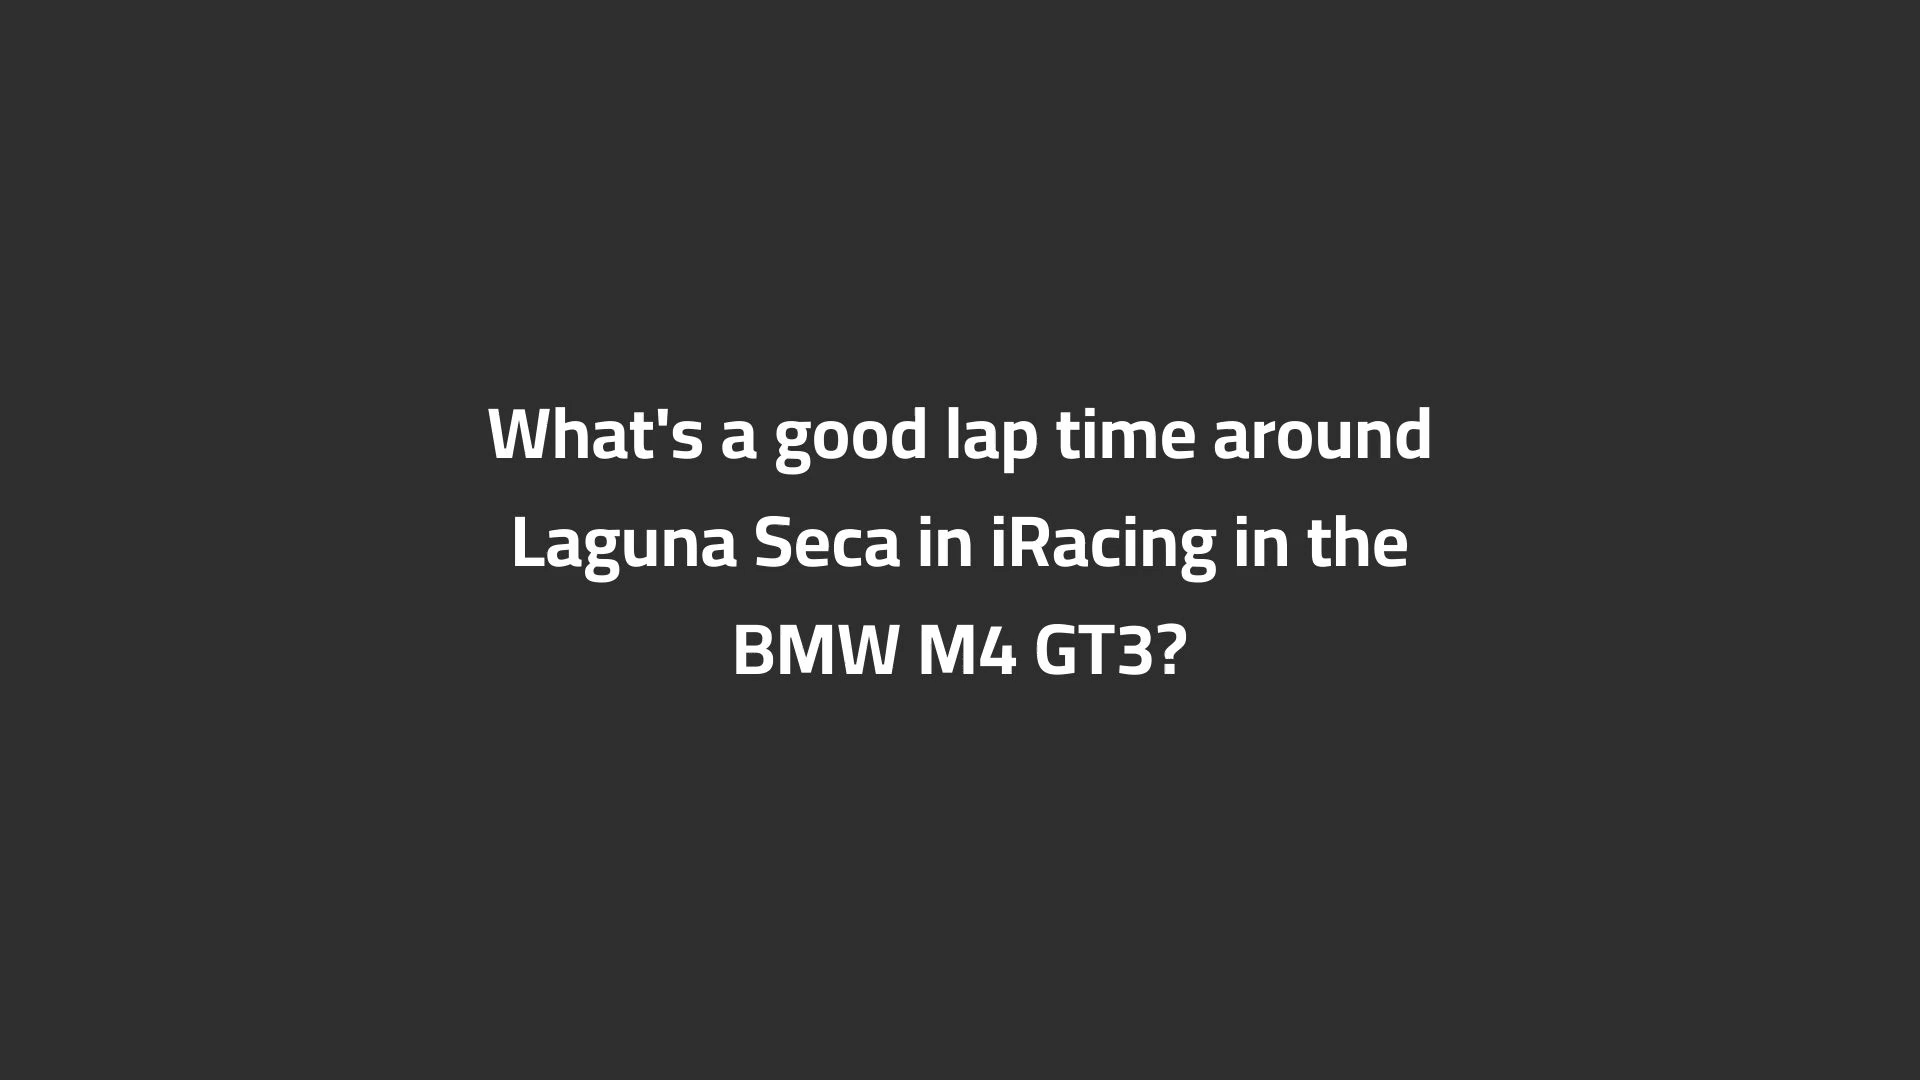 What's a good lap time around
Laguna Seca in iRacing in the
BMW M4 GT3?